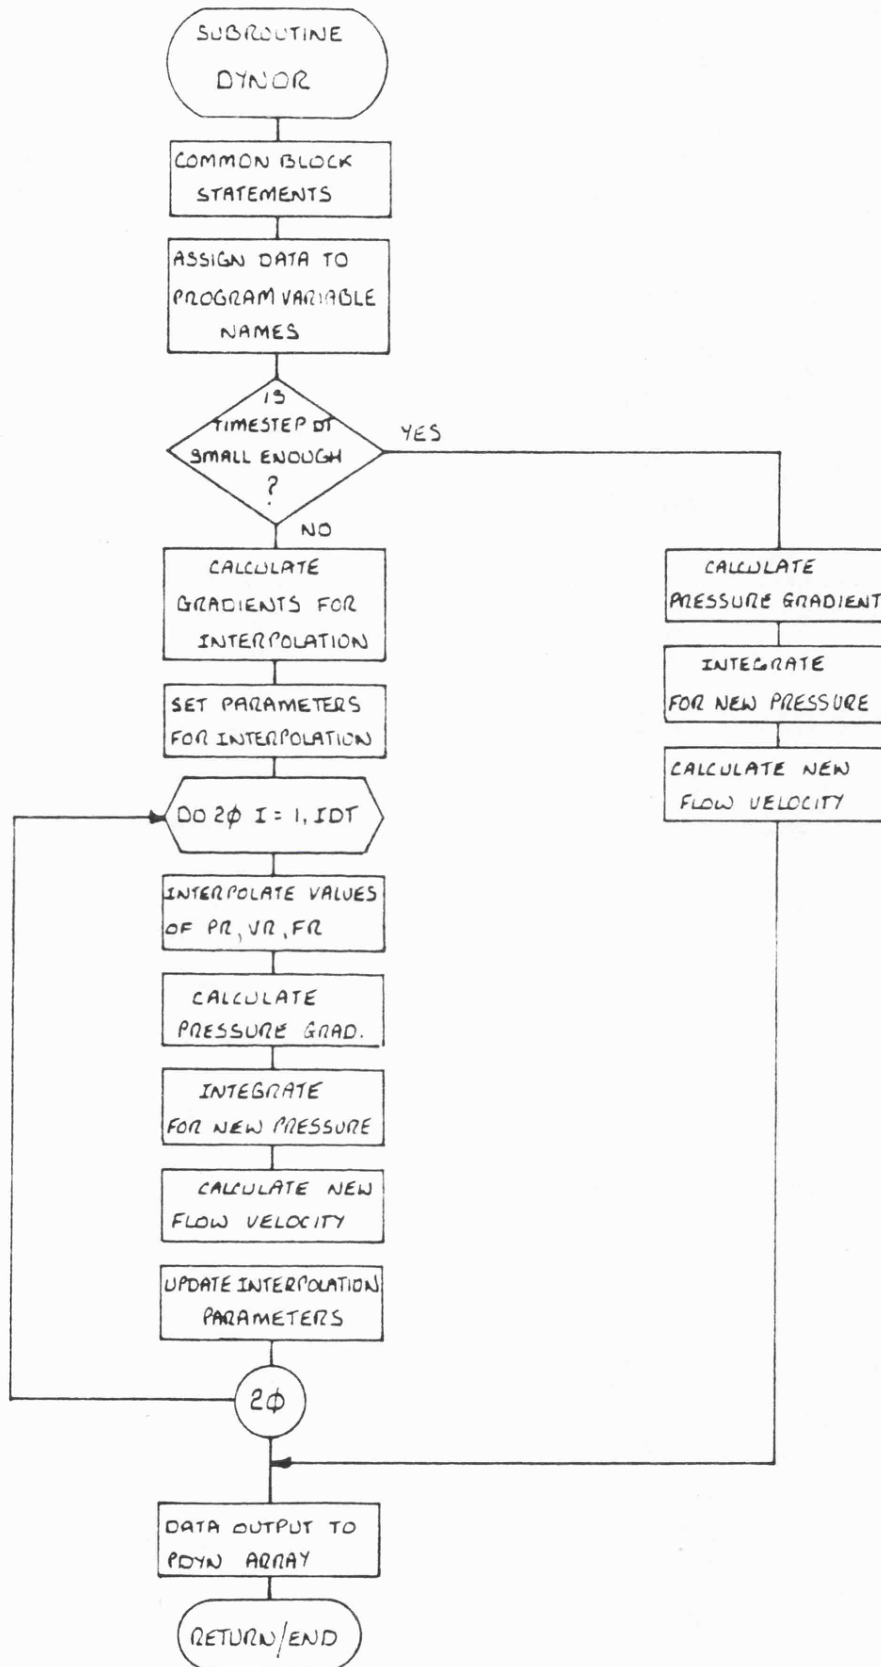 SUBROUTINE
DYNOR
COMMON BLOCK
STATEMENTS
ASSIGN DATA TO
PROGRAM VARIABLE
NAMES
IS
TIMESTEP DT
SMALL ENOUGH
?
YES
NO
CALCULATE
GRADIENTS FOR
INTERPOLATION
SET PARAMETERS
FOR INTERPOLATION
DO 2φ I = 1, IDT
INTERPOLATE VALUES
OF PR, VR, FR
CALCULATE
PRESSURE GRAD.
INTEGRATE
FOR NEW PRESSURE
CALCULATE NEW
FLOW VELOCITY
UPDATE INTERPOLATION
PARAMETERS
2φ
CALCULATE
PRESSURE GRADIENT
INTEGRATE
FOR NEW PRESSURE
CALCULATE NEW
FLOW VELOCITY
DATA OUTPUT TO
PDYN ARRAY
RETURN/END